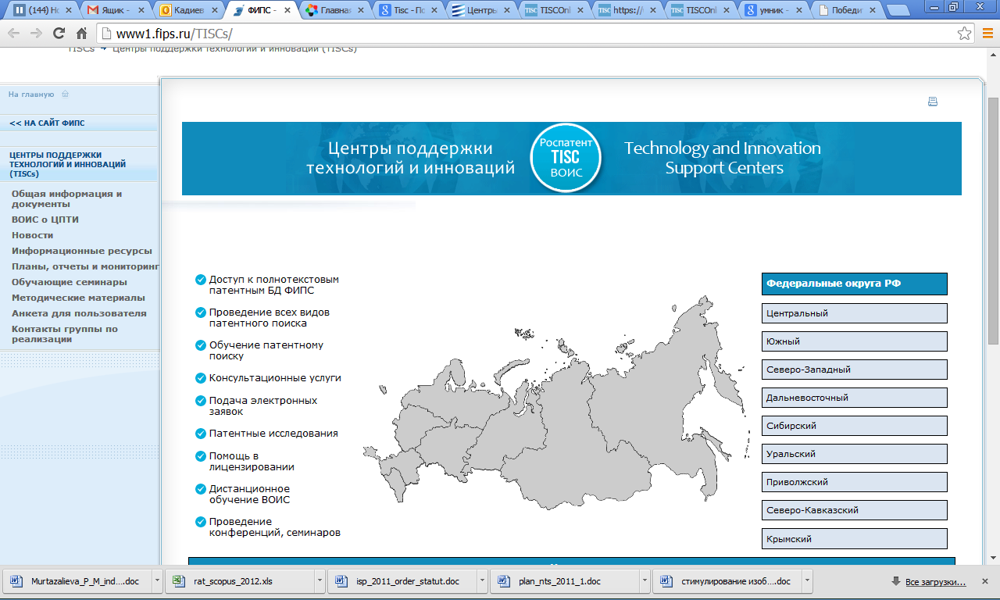 (144) Но
Ящик -
Кадиев
ФИПС -
Главная
Tisc - По
Центры
TISCOnl
https://
TISCOnl
умник -
Победи
www1.fips.ru/TISCs/
TISCs → Центры поддержки технологий и инноваций (TISCs)
На главную
<< НА САЙТ ФИПС
ЦЕНТРЫ ПОДДЕРЖКИ
ТЕХНОЛОГИЙ И ИННОВАЦИЙ
(TISCs)
Общая информация и
документы
ВОИС о ЦПТИ
Новости
Информационные ресурсы
Планы, отчеты и мониторинг
Обучающие семинары
Методические материалы
Анкета для пользователя
Контакты группы по
реализации
Центры поддержки
технологий и инноваций
Роспатент
TISC
ВОИС
Technology and Innovation
Support Centers
Доступ к полнотекстовым
патентным БД ФИПС
Проведение всех видов
патентного поиска
Обучение патентному
поиску
Консультационные услуги
Подача электронных
заявок
Патентные исследования
Помощь в
лицензировании
Дистанционное
обучение ВОИС
Проведение
конференций, семинаров
Федеральные округа РФ
Центральный
Южный
Северо-Западный
Дальневосточный
Сибирский
Уральский
Приволжский
Северо-Кавказский
Крымский
Murtazalieva_P_M_ind....doc
rat_scopus_2012.xls
isp_2011_order_statut.doc
plan_nts_2011_1.doc
стимулирование изоб....doc
Все загрузки...